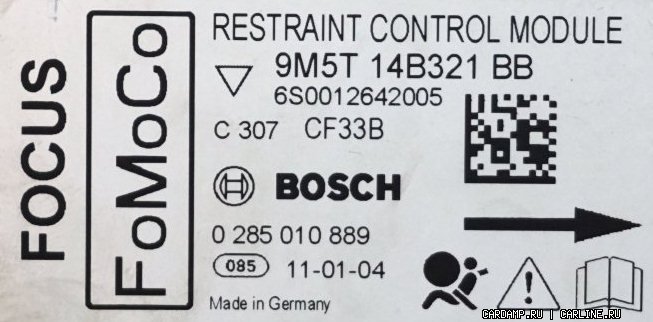 FOCUS
FoMoCo
RESTRAINT CONTROL MODULE
9M5T 14B321 BB
6S0012642005
C 307 CF33B
BOSCH
0 285 010 889
085 11-01-04
Made in Germany
CARDAMP.RU | CARLINE.RU